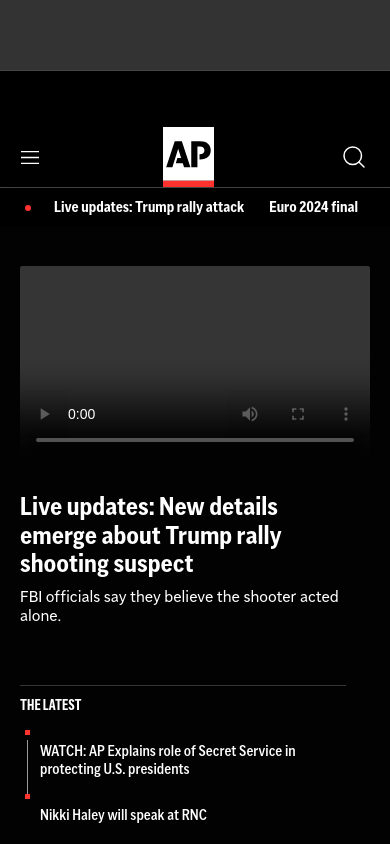 AP
Live updates: Trump rally attack Euro 2024 final
0:00
Live updates: New details
emerge about Trump rally
shooting suspect
FBI officials say they believe the shooter acted
alone.
THE LATEST
WATCH: AP Explains role of Secret Service in
protecting U.S. presidents
Nikki Haley will speak at RNC